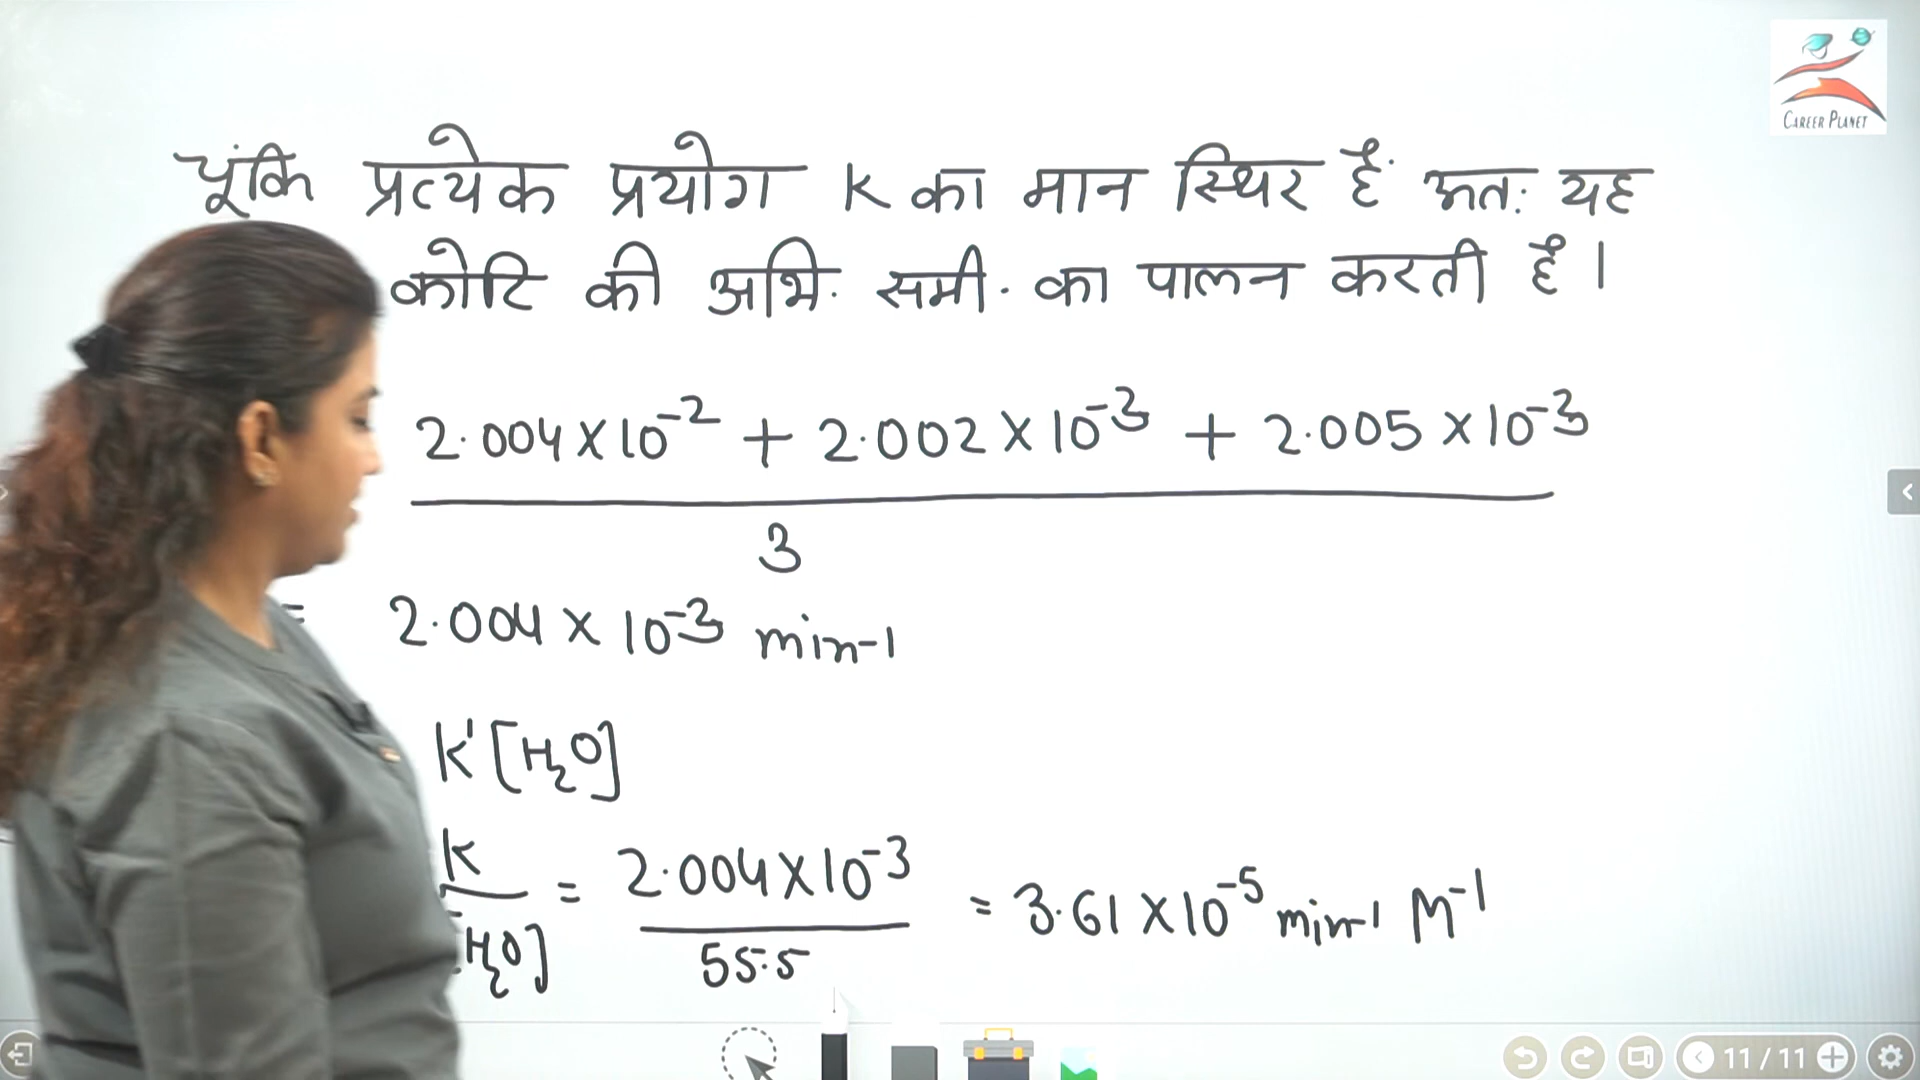 CAREER PLANET
चूंकि प्रत्येक प्रयोग K का मान स्थिर है अतः यह
कोटि की अभि. समी. का पालन करती है ।
2.004 x 10⁻² + 2.002 x 10⁻³ + 2.005 x 10⁻³
3
= 2.004 x 10⁻³ min-1
K' [H₂O]
K = 2.004 x 10⁻³ = 3.61 x 10⁻⁵ min-1 M⁻¹
[H₂O] 55.5
11 / 11